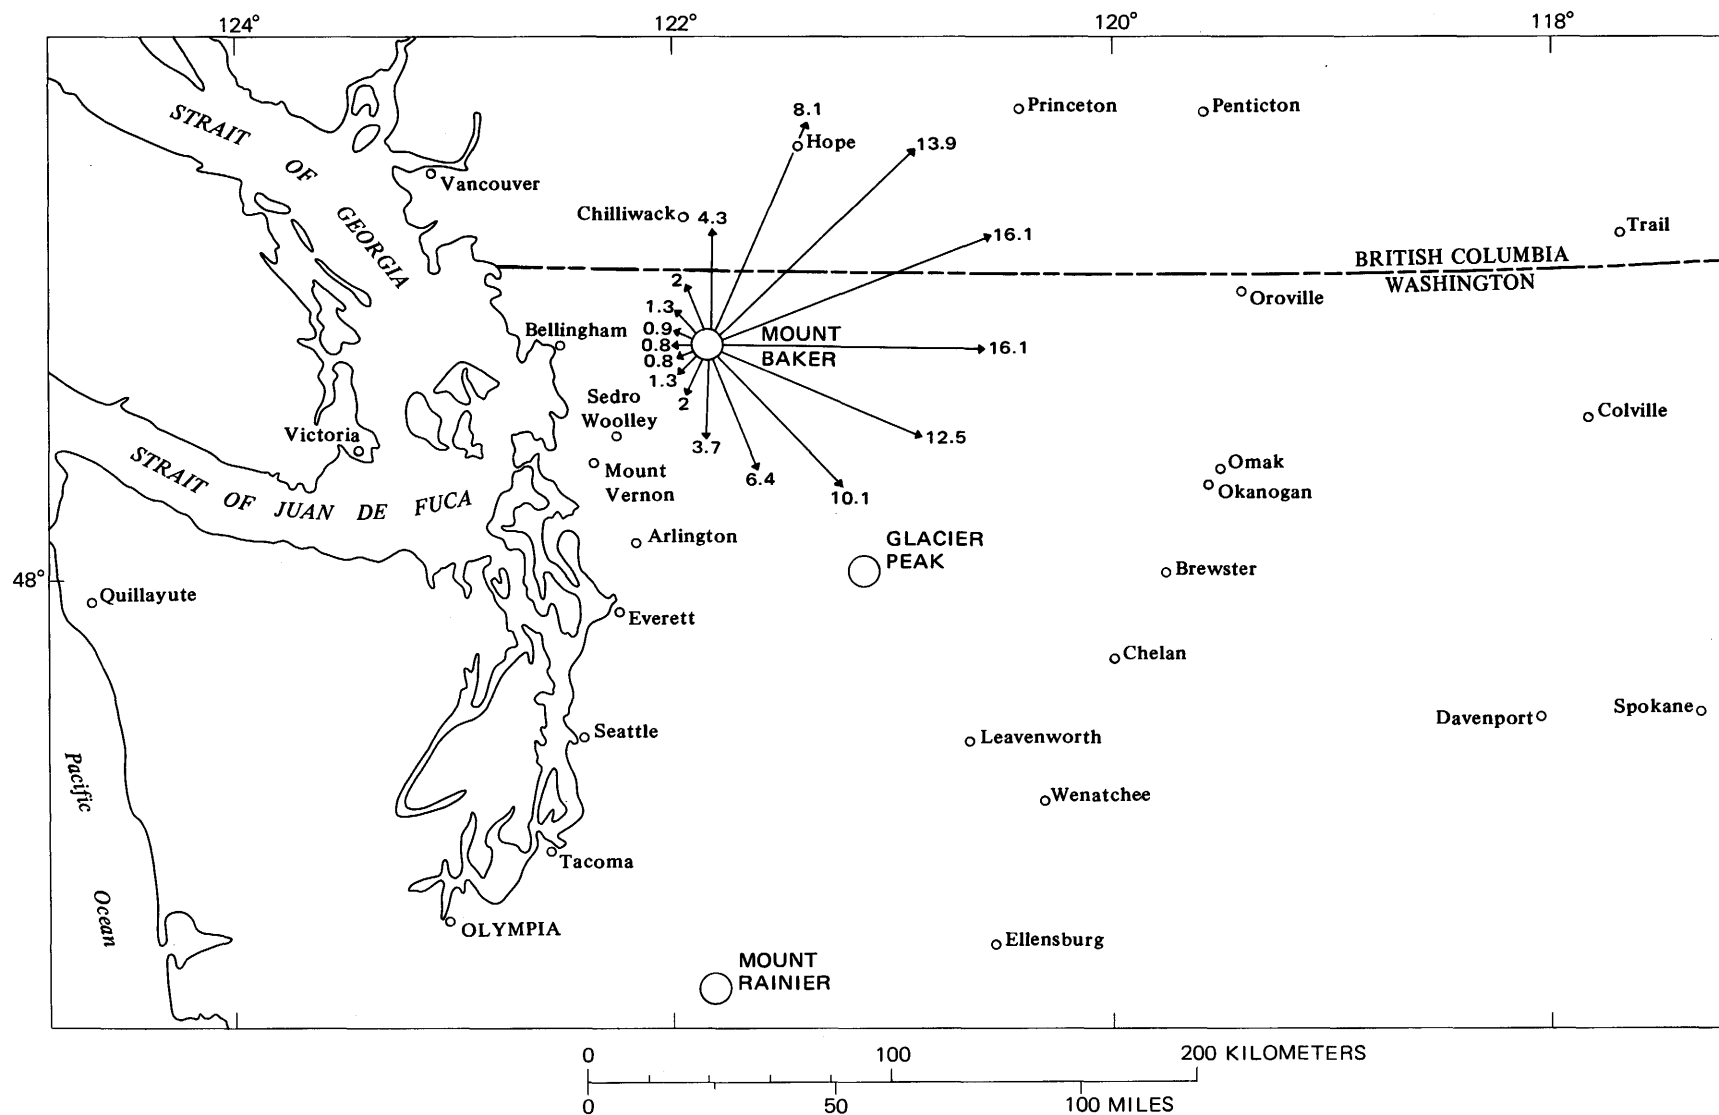 124°
122°
120°
118°
8.1
Princeton
Penticton
STRAIT
OF
GEORGIA
Hope
13.9
Vancouver
Chilliwack
4.3
16.1
Trail
BRITISH COLUMBIA
WASHINGTON
2
Oroville
1.3
0.9
Bellingham
MOUNT
BAKER
0.8
16.1
0.8
1.3
2
Sedro
Woolley
Colville
Victoria
3.7
12.5
6.4
10.1
Omak
Okanogan
Mount
Vernon
STRAIT OF JUAN DE FUCA
Arlington
GLACIER
PEAK
48°
Brewster
Quillayute
Everett
Chelan
Davenport
Spokane
Seattle
Leavenworth
Pacific
Ocean
Wenatchee
Tacoma
OLYMPIA
Ellensburg
MOUNT
RAINIER
0 100 200 KILOMETERS
0 50 100 MILES